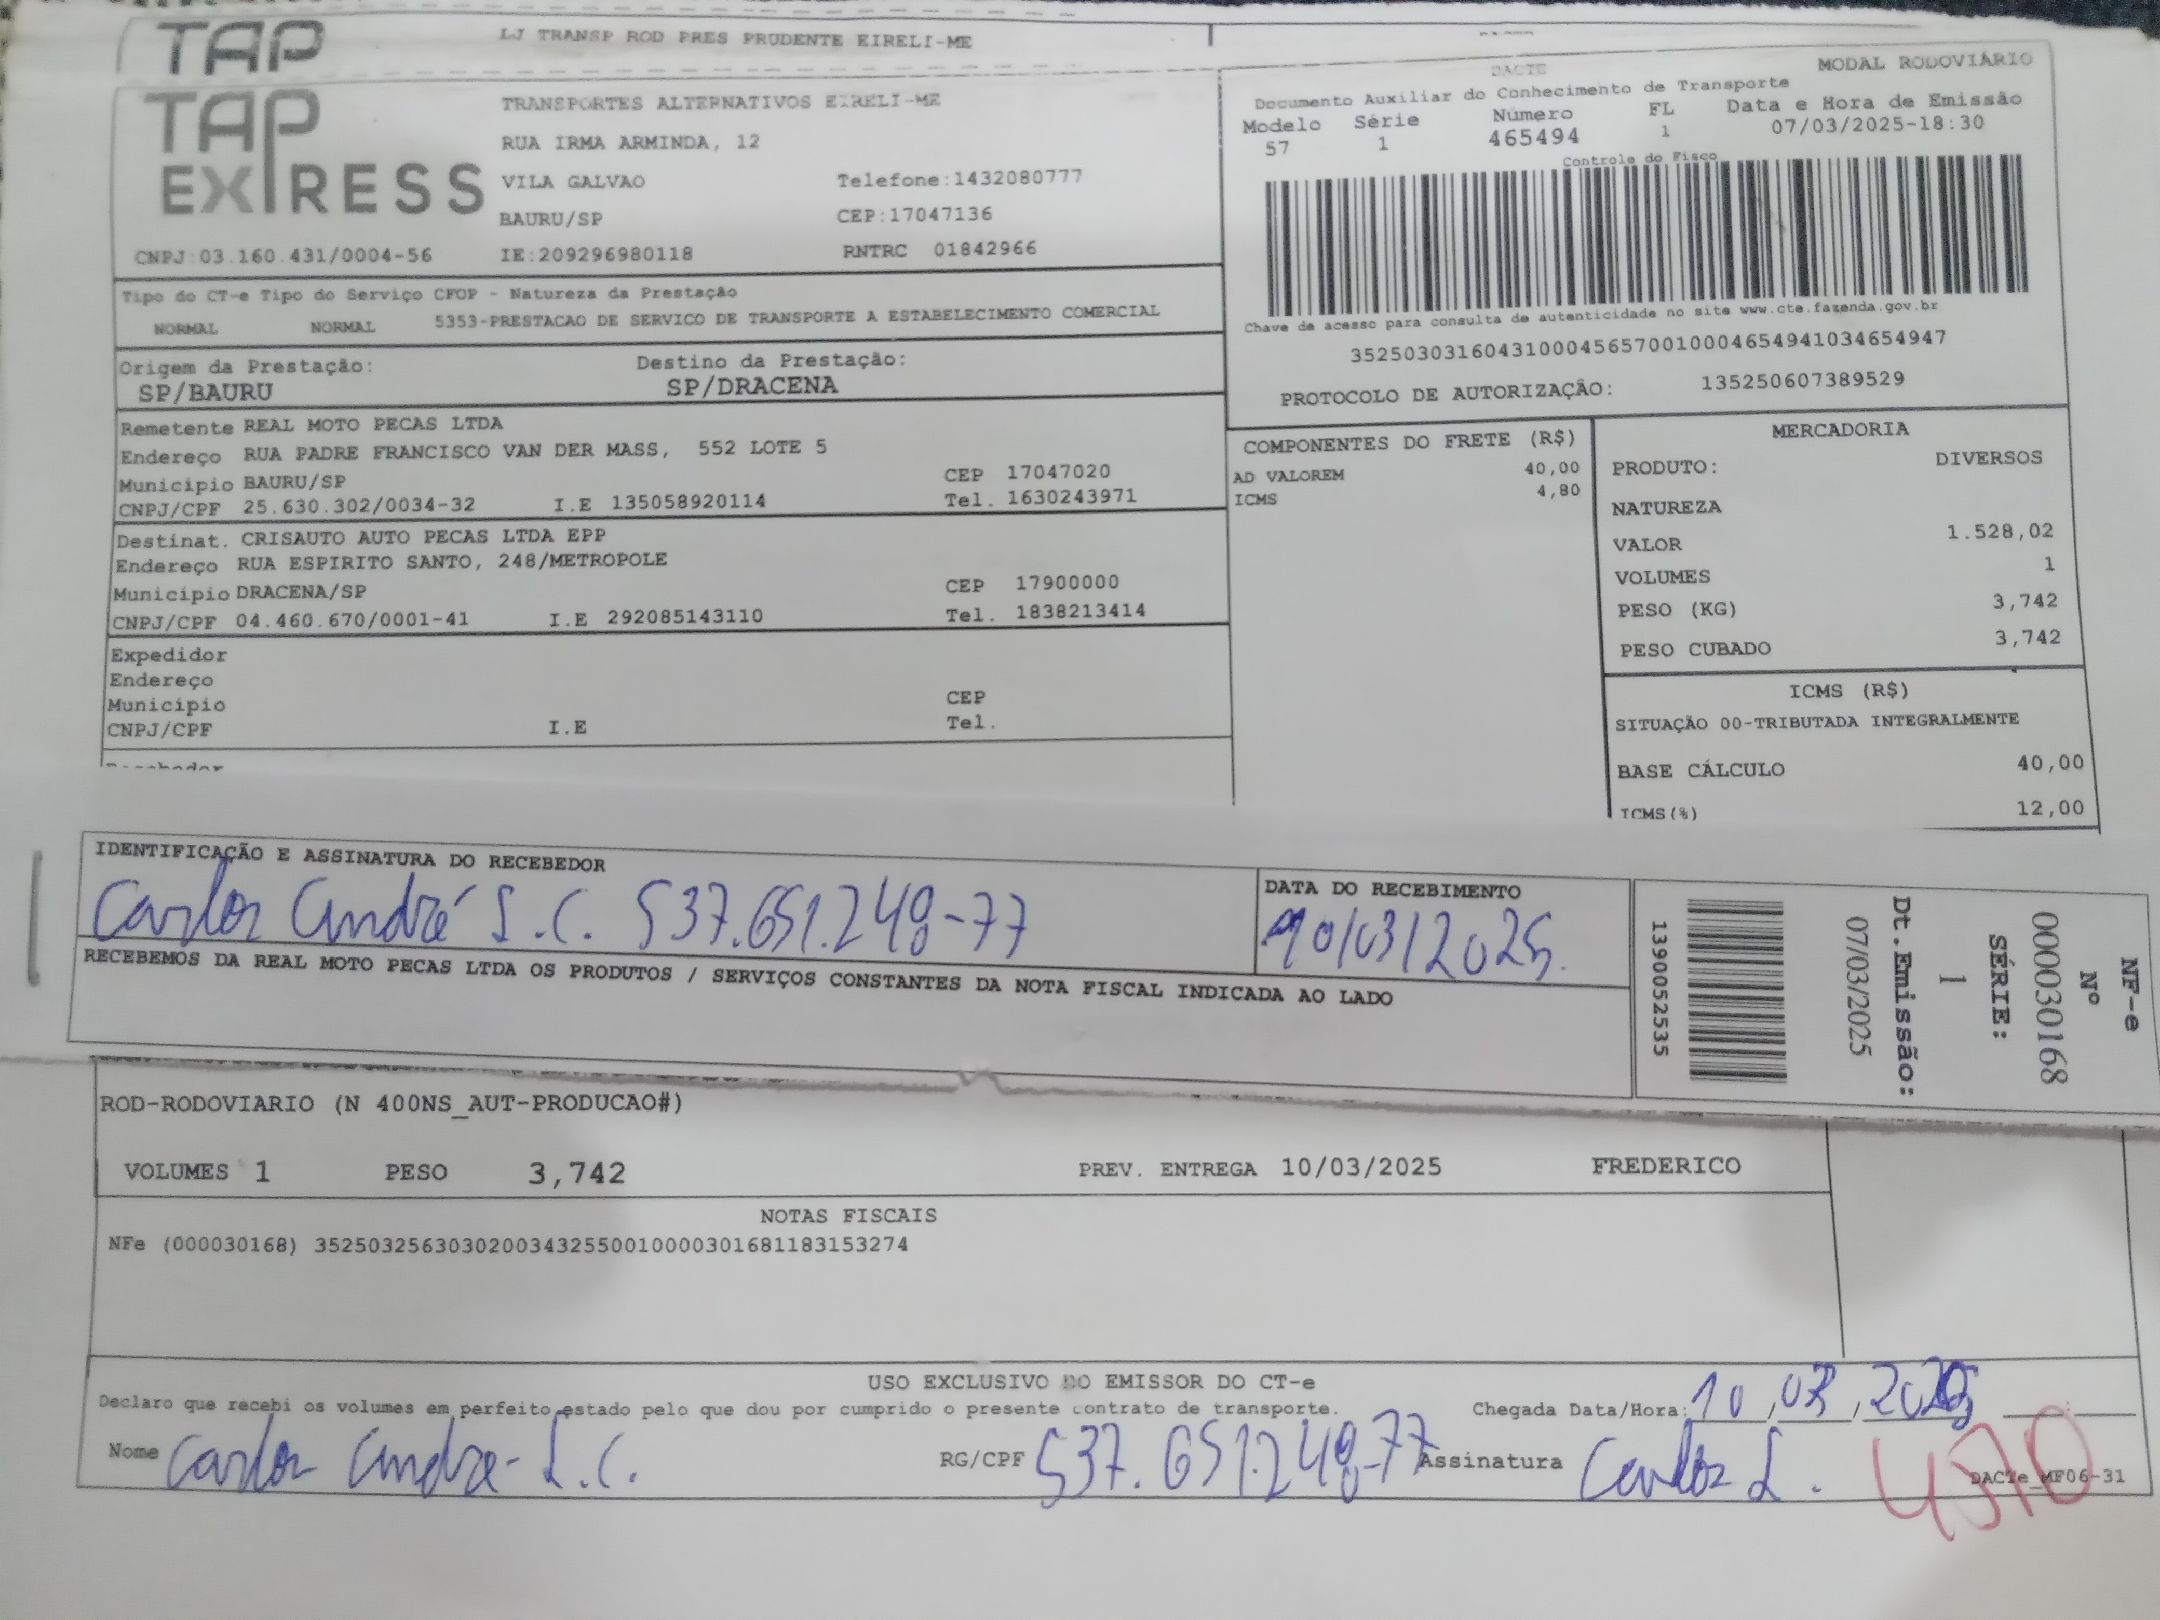 TAP
LJ TRANSP ROD PRES PRUDENTE EIRELI-ME
TAP
EXPRESS
TRANSPORTES ALTERNATIVOS EIRELI-ME
RUA IRMA ARMINDA, 12
VILA GALVAO Telefone:1432080777
BAURU/SP CEP:17047136
CNPJ:03.160.431/0004-56 IE:209296980118 RNTRC 01842966
DACTE MODAL RODOVIÁRIO
Documento Auxiliar do Conhecimento de Transporte
Modelo Série Número FL Data e Hora de Emissão
57 1 465494 1 07/03/2025-18:30
Controle do Fisco
Chave de acesso para consulta de autenticidade no site www.cte.fazenda.gov.br
35250303160431000456570010004654941034654947
PROTOCOLO DE AUTORIZAÇÃO: 135250607389529
Tipo do CT-e Tipo do Serviço CFOP - Natureza da Prestação
NORMAL NORMAL 5353-PRESTACAO DE SERVICO DE TRANSPORTE A ESTABELECIMENTO COMERCIAL
Origem da Prestação: Destino da Prestação:
SP/BAURU SP/DRACENA
Remetente REAL MOTO PECAS LTDA
Endereço RUA PADRE FRANCISCO VAN DER MASS, 552 LOTE 5
Município BAURU/SP CEP 17047020
CNPJ/CPF 25.630.302/0034-32 I.E 135058920114 Tel. 1630243971
Destinat. CRISAUTO AUTO PECAS LTDA EPP
Endereço RUA ESPIRITO SANTO, 248/METROPOLE
Município DRACENA/SP CEP 17900000
CNPJ/CPF 04.460.670/0001-41 I.E 292085143110 Tel. 1838213414
Expedidor
Endereço
Município CEP
CNPJ/CPF I.E Tel.
COMPONENTES DO FRETE (R$)
AD VALOREM 40,00
ICMS 4,80
MERCADORIA
PRODUTO: DIVERSOS
NATUREZA
VALOR 1.528,02
VOLUMES 1
PESO (KG) 3,742
PESO CUBADO 3,742
ICMS (R$)
SITUAÇÃO 00-TRIBUTADA INTEGRALMENTE
BASE CÁLCULO 40,00
ICMS(%) 12,00
IDENTIFICAÇÃO E ASSINATURA DO RECEBEDOR
Carlos André S.C. 537.651.248-77
DATA DO RECEBIMENTO
10/03/2025
RECEBEMOS DA REAL MOTO PECAS LTDA OS PRODUTOS / SERVIÇOS CONSTANTES DA NOTA FISCAL INDICADA AO LADO
NF-e
Nº
000030168
SÉRIE:
1
Dt.Emissão:
07/03/2025
1390052535
ROD-RODOVIARIO (N 400NS_AUT-PRODUCAO#)
VOLUMES 1 PESO 3,742 PREV. ENTREGA 10/03/2025 FREDERICO
NOTAS FISCAIS
NFe (000030168) 35250325630302003432550010000301681183153274
USO EXCLUSIVO DO EMISSOR DO CT-e
Declaro que recebi os volumes em perfeito estado pelo que dou por cumprido o presente contrato de transporte. Chegada Data/Hora: 10/03/2025
Nome Carlos André S.C. RG/CPF 537.651.248-77 Assinatura Carlos S.
DACTe_MF06-31